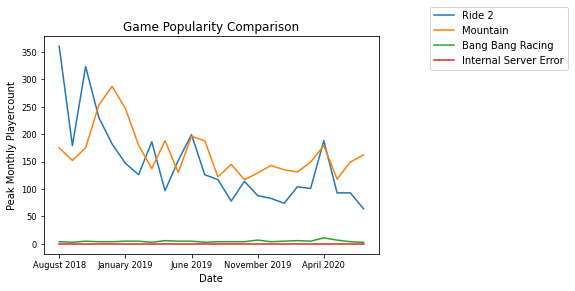 Game Popularity Comparison
Ride 2
Mountain
Bang Bang Racing
Internal Server Error
Peak Monthly Playercount
350
300
250
200
150
100
50
0
August 2018 January 2019 June 2019 November 2019 April 2020
Date